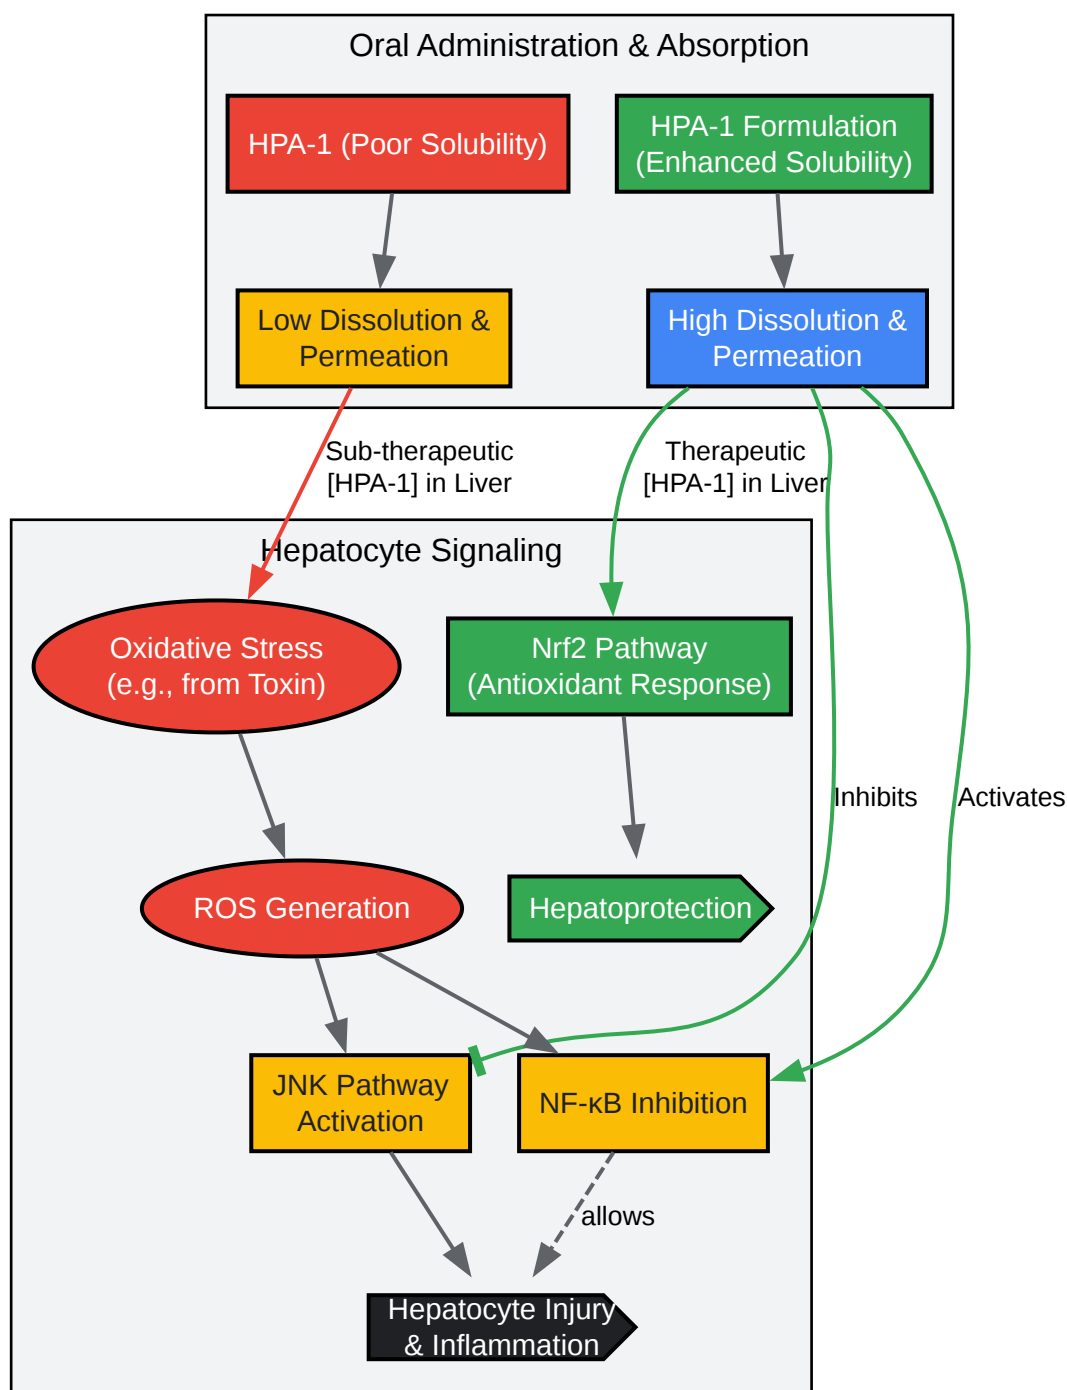 Oral Administration & Absorption
HPA-1 (Poor Solubility)
HPA-1 Formulation
(Enhanced Solubility)
Low Dissolution &
Permeation
High Dissolution &
Permeation
Sub-therapeutic
[HPA-1] in Liver
Therapeutic
[HPA-1] in Liver
Hepatocyte Signaling
Oxidative Stress
(e.g., from Toxin)
Nrf2 Pathway
(Antioxidant Response)
Inhibits
Activates
ROS Generation
Hepatoprotection
JNK Pathway
Activation
NF-κB Inhibition
allows
Hepatocyte Injury
& Inflammation